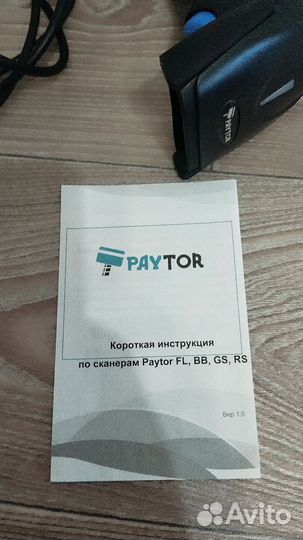 PAYTOR
PAYTOR
Короткая инструкция
по сканерам Paytor FL, BB, GS, RS
Вер 1.0
Avito